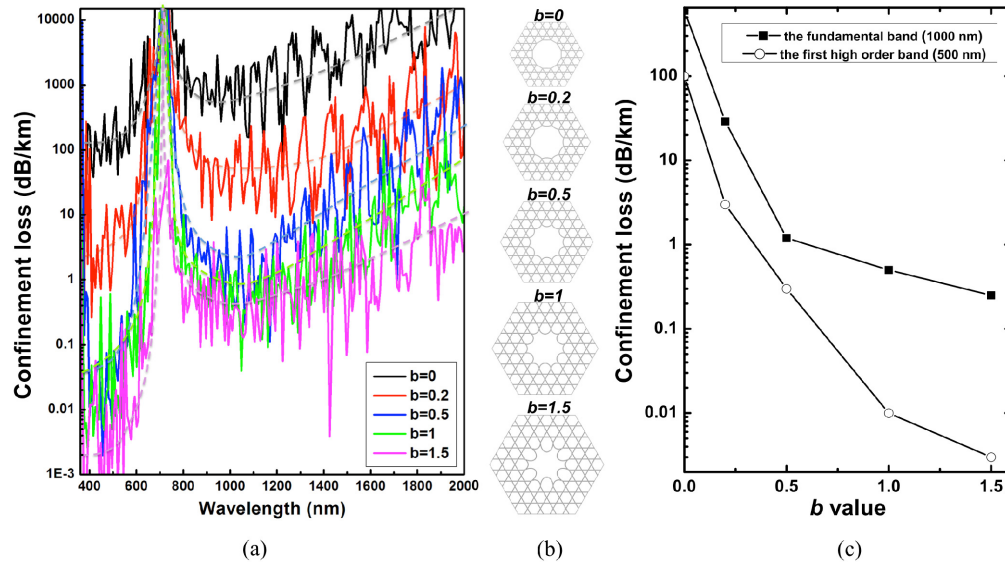 Confinement loss (dB/km)
10000
1000
100
10
1
0.1
0.01
1E-3
400 600 800 1000 1200 1400 1600 1800 2000
Wavelength (nm)
b=0
b=0.2
b=0.5
b=1
b=1.5
(a)
b=0
b=0.2
b=0.5
b=1
b=1.5
(b)
Confinement loss (dB/km)
100
10
1
0.1
0.01
0.0 0.5 1.0 1.5
b value
the fundamental band (1000 nm)
the first high order band (500 nm)
(c)